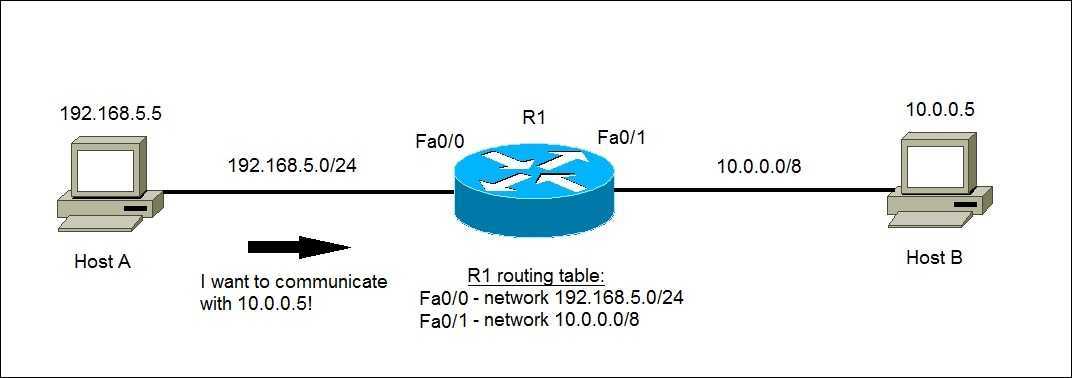 192.168.5.5
10.0.0.5
R1
Fa0/0
Fa0/1
192.168.5.0/24
10.0.0.0/8
Host A
Host B
I want to communicate
with 10.0.0.5!
R1 routing table:
Fa0/0 - network 192.168.5.0/24
Fa0/1 - network 10.0.0.0/8